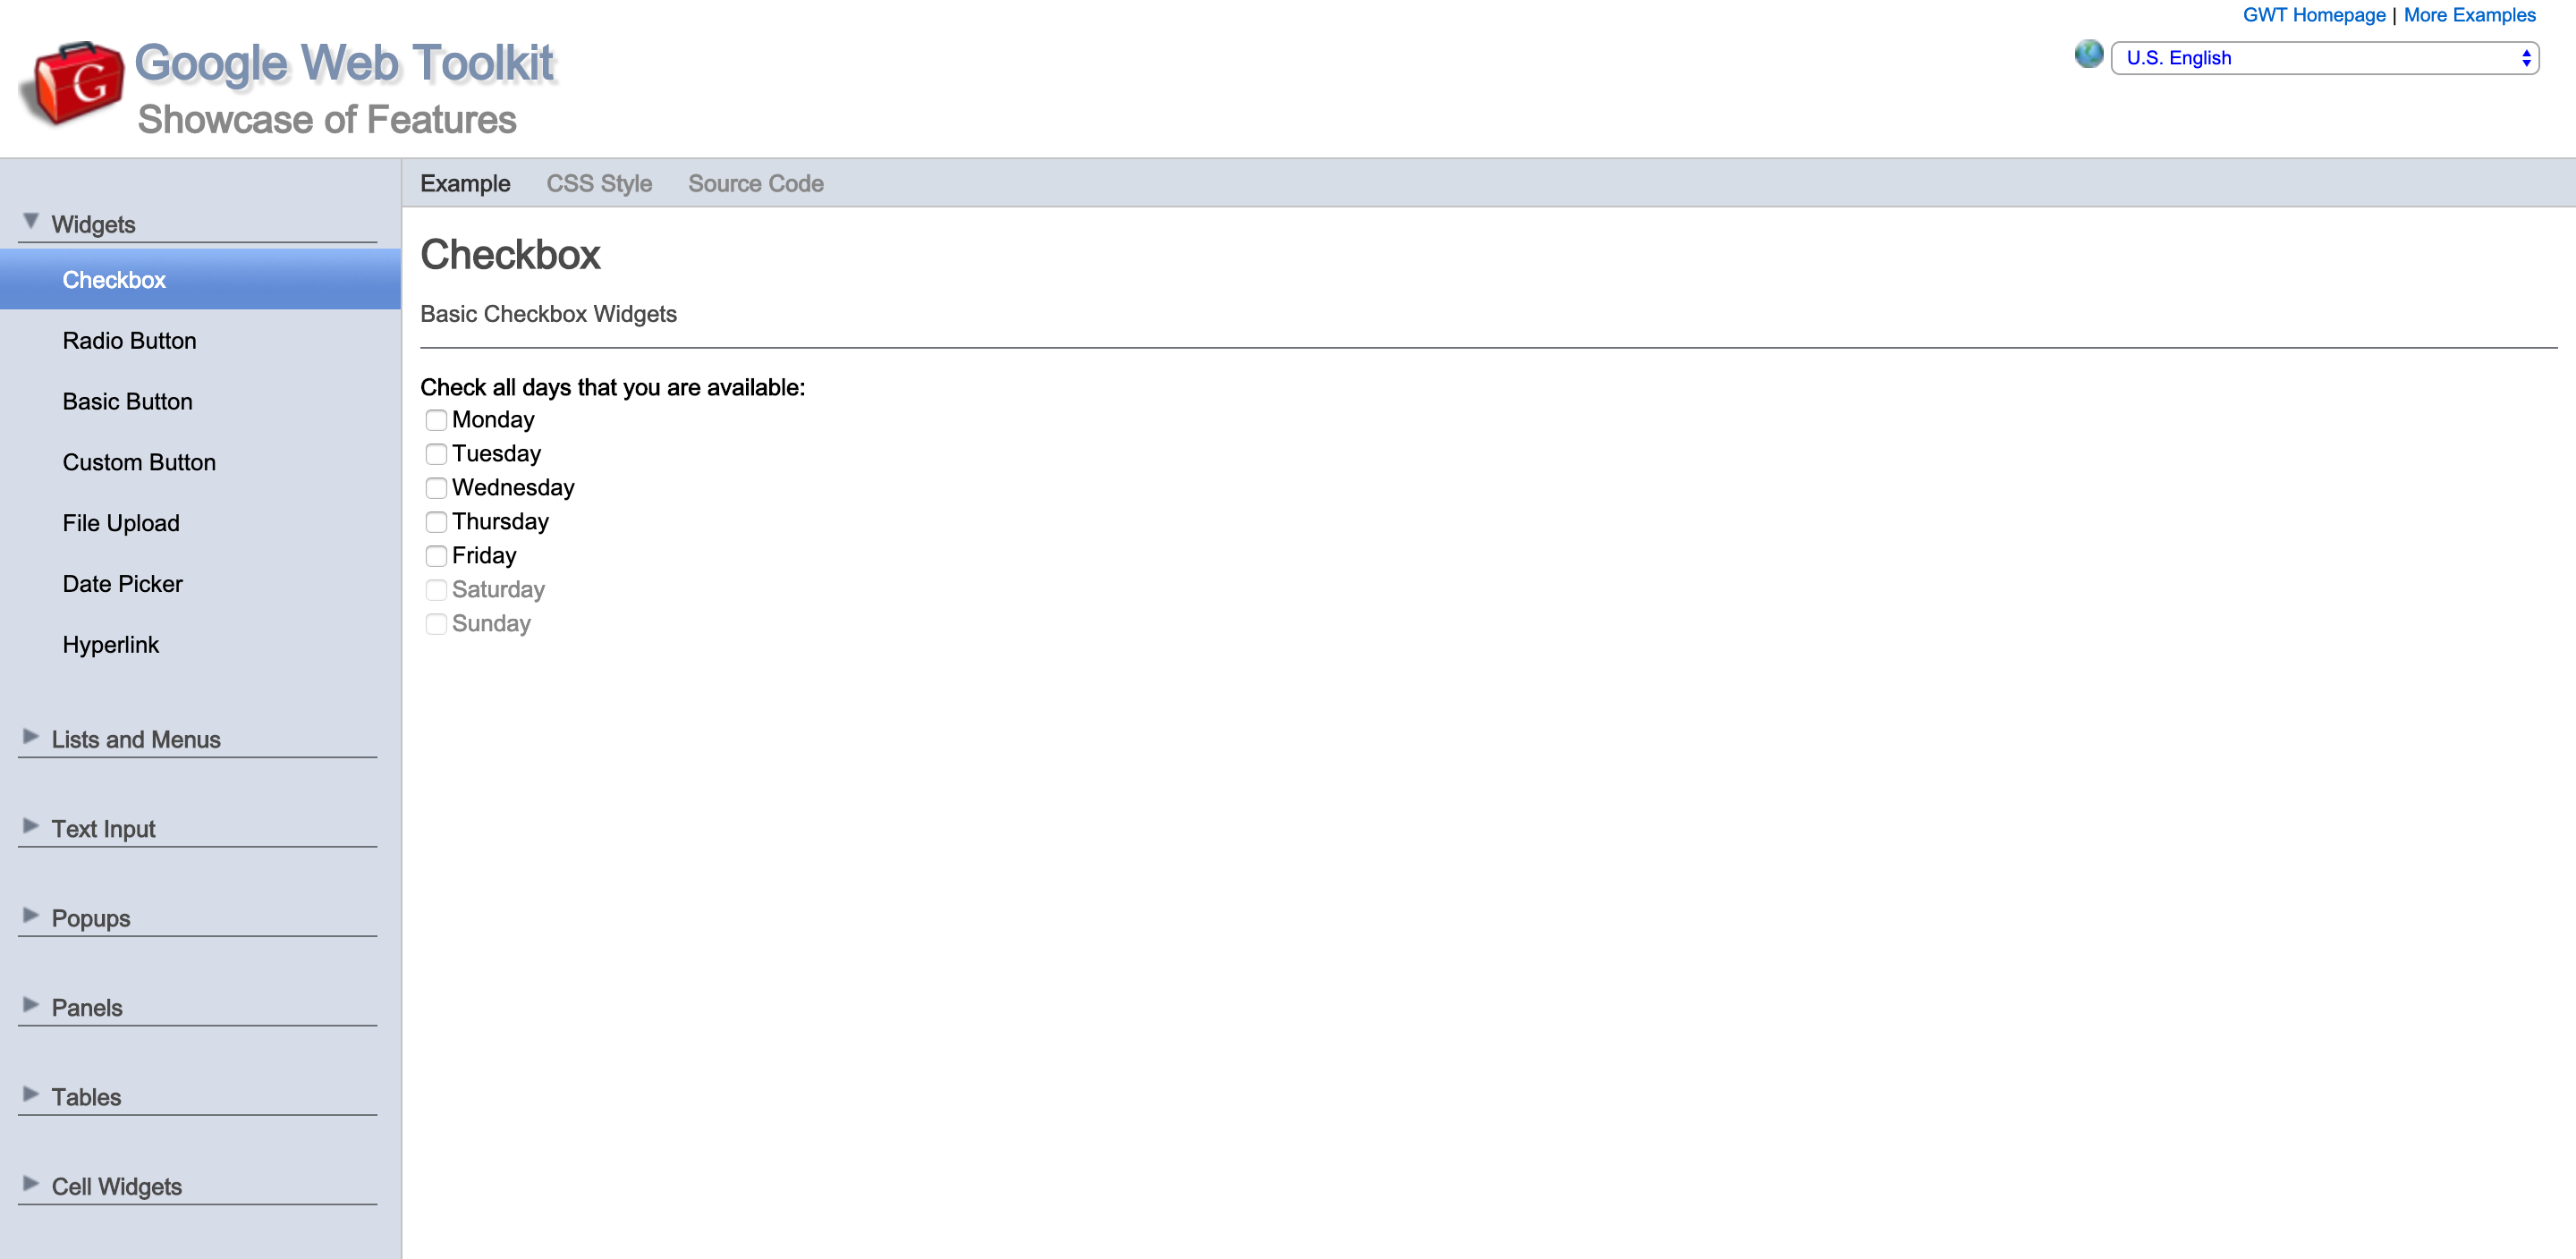 GWT Homepage | More Examples
Google Web Toolkit
Showcase of Features
U.S. English
G
Widgets
Checkbox
Radio Button
Basic Button
Custom Button
File Upload
Date Picker
Hyperlink
Lists and Menus
Text Input
Popups
Panels
Tables
Cell Widgets
Example CSS Style Source Code
Checkbox
Basic Checkbox Widgets
Check all days that you are available:
Monday
Tuesday
Wednesday
Thursday
Friday
Saturday
Sunday